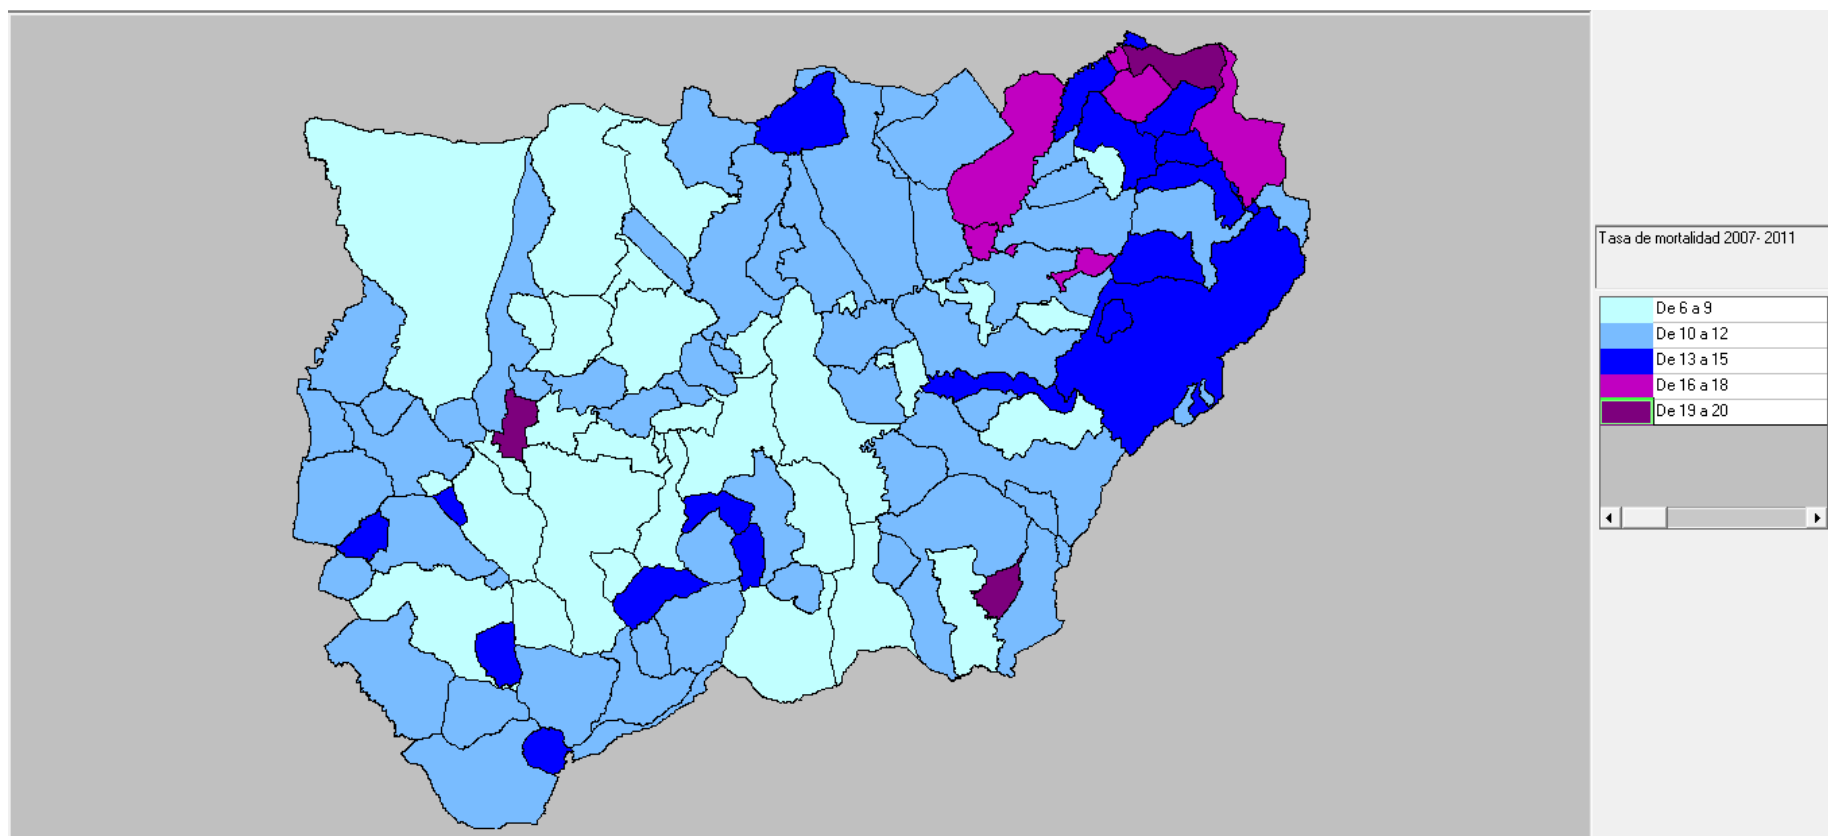 Tasa de mortalidad 2007- 2011
De 6 a 9
De 10 a 12
De 13 a 15
De 16 a 18
De 19 a 20